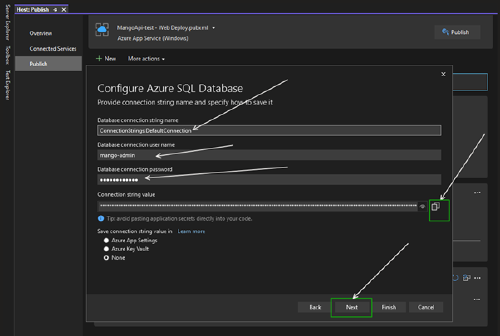 Host: Publish
Server Explorer
Toolbox
Test Explorer
Overview
Connected Services
Publish
MangoApi-test - Web Deploy.pubxml
Azure App Service (Windows)
Publish
New
More actions
Configure Azure SQL Database
Provide connection string name and specify how to save it
Database connection string name
ConnectionStrings:DefaultConnection
Database connection user name
mango-admin
Database connection password
Connection string value
Tip: avoid pasting application secrets directly into your code.
Save connection string value in Learn more
Azure App Settings
Azure Key Vault
None
Back
Next
Finish
Cancel